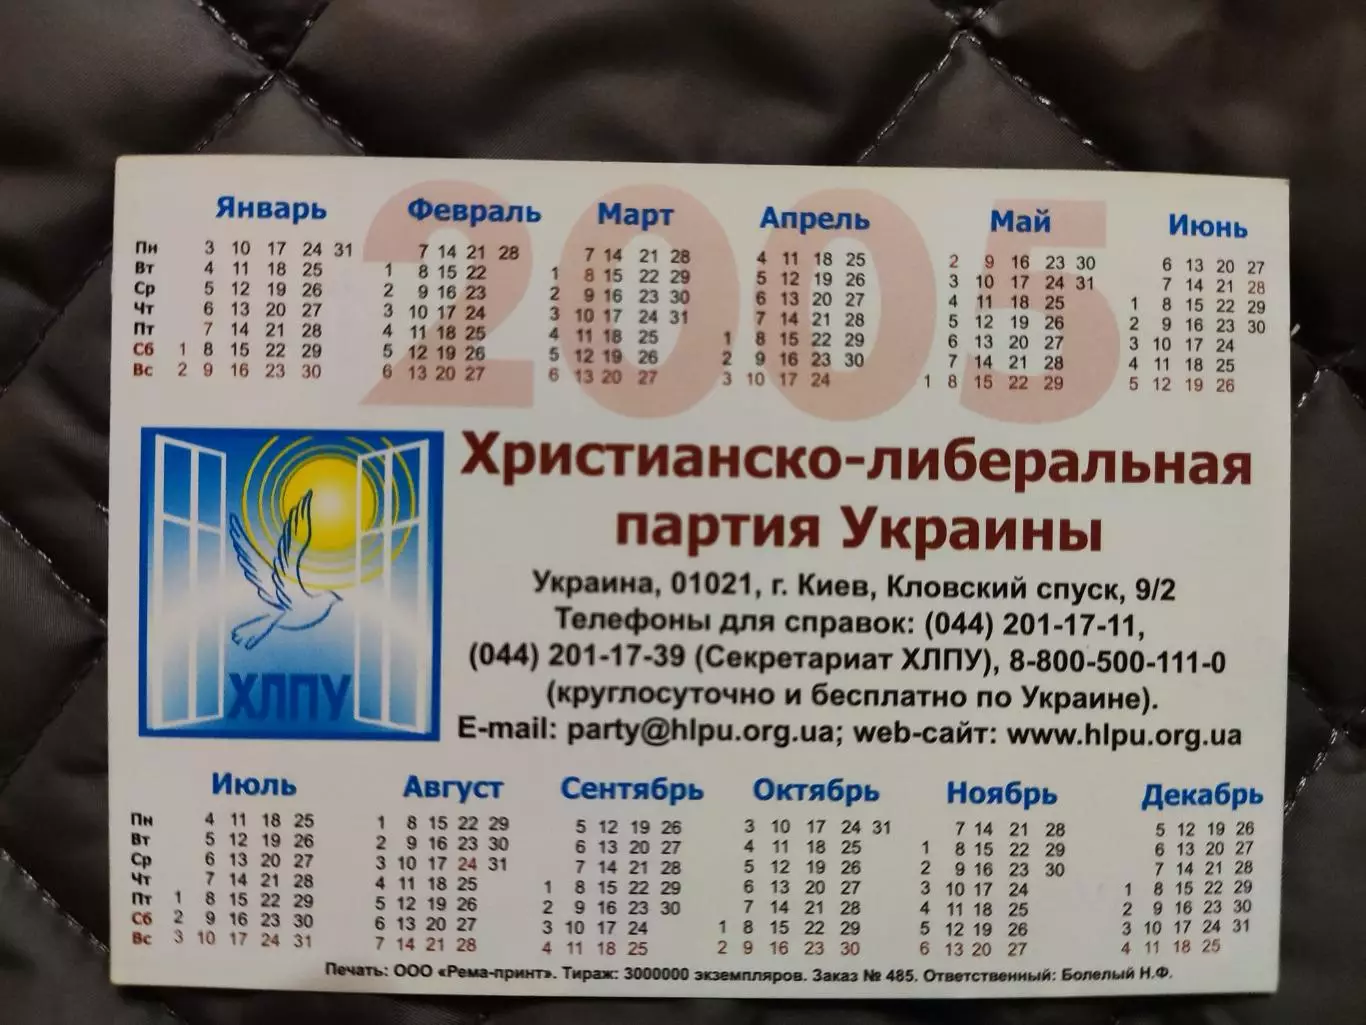 2005
Январь Февраль Март Апрель Май Июнь
Пн 3 10 17 24 31 7 14 21 28 7 14 21 28 4 11 18 25 2 9 16 23 30 6 13 20 27
Вт 4 11 18 25 1 8 15 22 1 8 15 22 29 5 12 19 26 3 10 17 24 31 7 14 21 28
Ср 5 12 19 26 2 9 16 23 2 9 16 23 30 6 13 20 27 4 11 18 25 1 8 15 22 29
Чт 6 13 20 27 3 10 17 24 3 10 17 24 31 7 14 21 28 5 12 19 26 2 9 16 23 30
Пт 7 14 21 28 4 11 18 25 4 11 18 25 1 8 15 22 29 6 13 20 27 3 10 17 24
Сб 1 8 15 22 29 5 12 19 26 5 12 19 26 2 9 16 23 30 7 14 21 28 4 11 18 25
Вс 2 9 16 23 30 6 13 20 27 6 13 20 27 3 10 17 24 1 8 15 22 29 5 12 19 26
ХЛПУ
Христианско-либеральная
партия Украины
Украина, 01021, г. Киев, Кловский спуск, 9/2
Телефоны для справок: (044) 201-17-11,
(044) 201-17-39 (Секретариат ХЛПУ), 8-800-500-111-0
(круглосуточно и бесплатно по Украине).
E-mail: party@hlpu.org.ua; web-сайт: www.hlpu.org.ua
Июль Август Сентябрь Октябрь Ноябрь Декабрь
Пн 4 11 18 25 1 8 15 22 29 5 12 19 26 3 10 17 24 31 7 14 21 28 5 12 19 26
Вт 5 12 19 26 2 9 16 23 30 6 13 20 27 4 11 18 25 1 8 15 22 29 6 13 20 27
Ср 6 13 20 27 3 10 17 24 31 7 14 21 28 5 12 19 26 2 9 16 23 30 7 14 21 28
Чт 7 14 21 28 4 11 18 25 1 8 15 22 29 6 13 20 27 3 10 17 24 1 8 15 22 29
Пт 1 8 15 22 29 5 12 19 26 2 9 16 23 30 7 14 21 28 4 11 18 25 2 9 16 23 30
Сб 2 9 16 23 30 6 13 20 27 3 10 17 24 1 8 15 22 29 5 12 19 26 3 10 17 24 31
Вс 3 10 17 24 31 7 14 21 28 4 11 18 25 2 9 16 23 30 6 13 20 27 4 11 18 25
Печать: ООО «Рема-принт». Тираж: 3000000 экземпляров. Заказ № 485. Ответственный: Болелый Н.Ф.